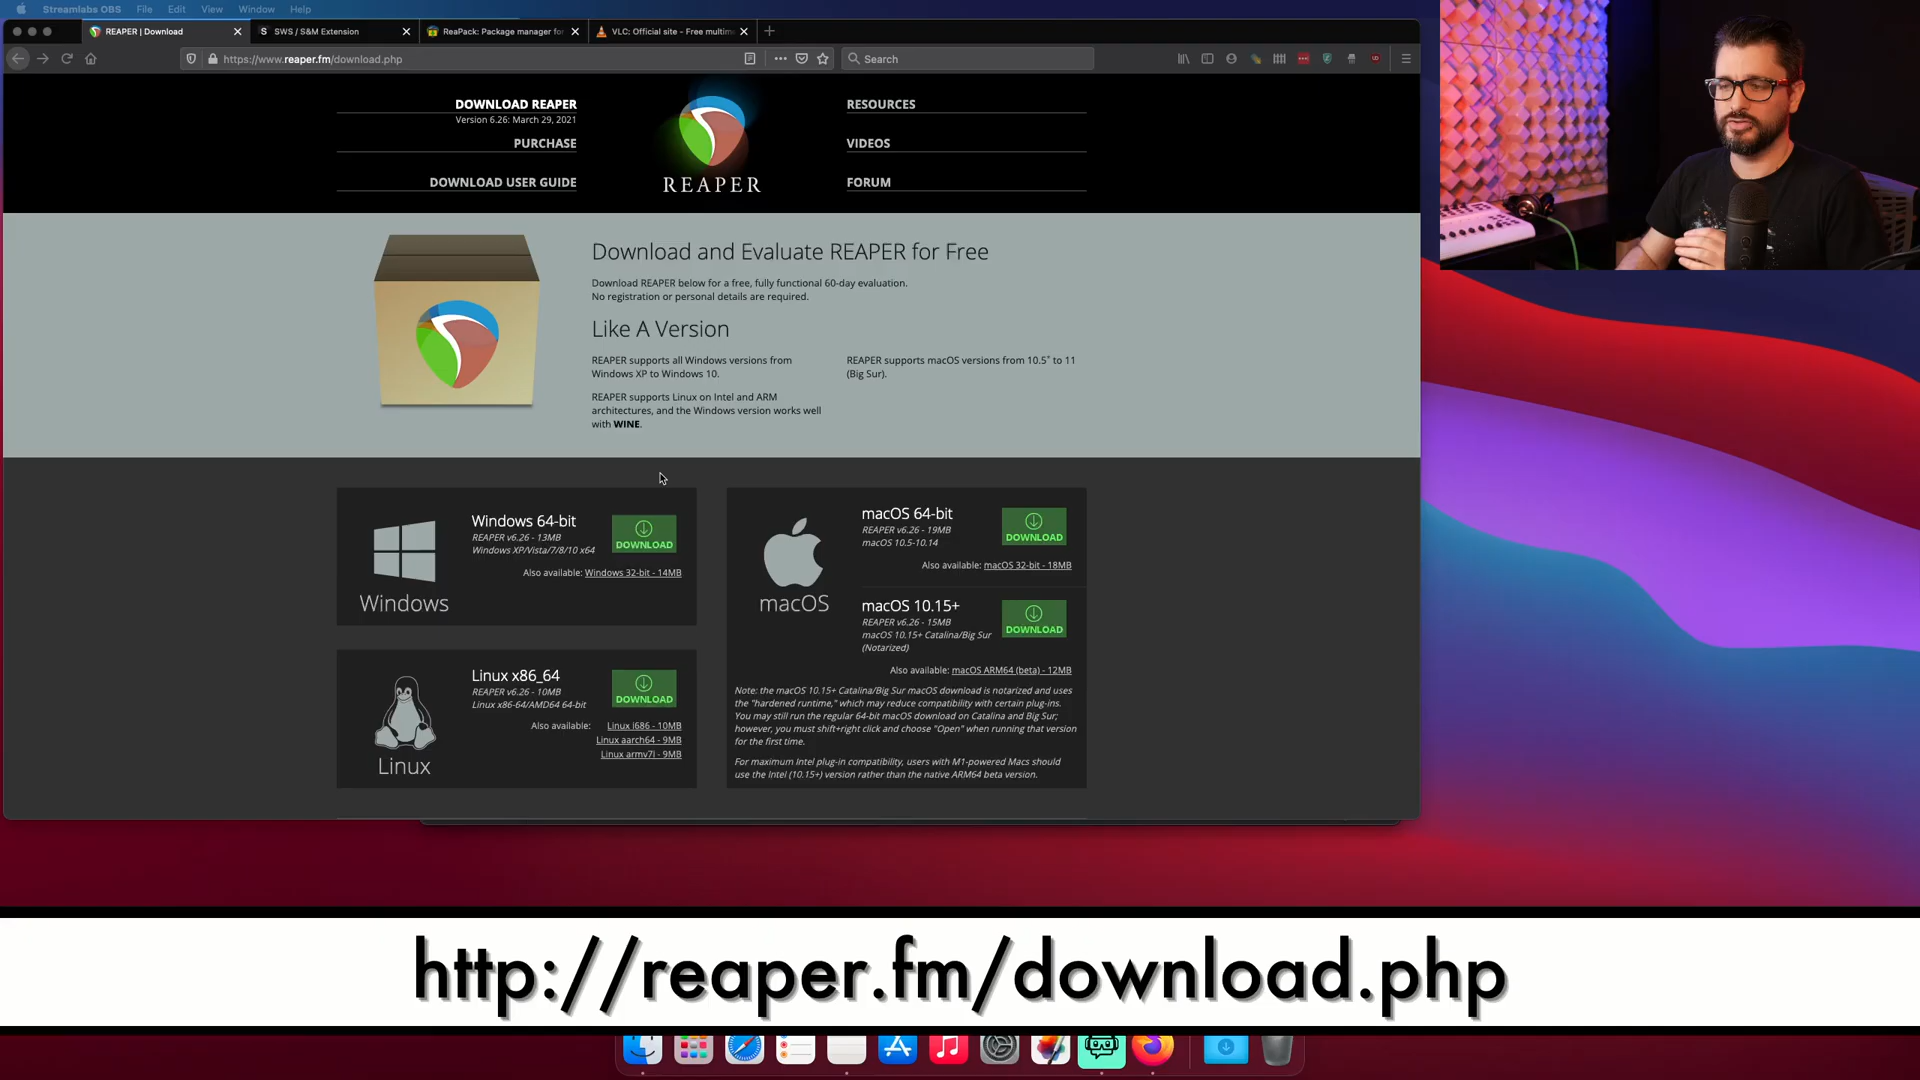 Streamlabs OBS File Edit View Window Help
REAPER | Download
SWS / S&M Extension
ReaPack: Package manager for
VLC: Official site - Free multim
https://www.reaper.fm/download.php
Search
DOWNLOAD REAPER
Version 6.26: March 29, 2021
PURCHASE
DOWNLOAD USER GUIDE
REAPER
RESOURCES
VIDEOS
FORUM
Download and Evaluate REAPER for Free
Download REAPER below for a free, fully functional 60-day evaluation.
No registration or personal details are required.
Like A Version
REAPER supports all Windows versions from
Windows XP to Windows 10.
REAPER supports Linux on Intel and ARM
architectures, and the Windows version works well
with WINE.
REAPER supports macOS versions from 10.5* to 11
(Big Sur).
Windows
Windows 64-bit
REAPER v6.26 - 13MB
Windows XP/Vista/7/8/10 x64
DOWNLOAD
Also available: Windows 32-bit - 14MB
Linux
Linux x86_64
REAPER v6.26 - 10MB
Linux x86-64/AMD64 64-bit
DOWNLOAD
Also available: Linux i686 - 10MB
Linux aarch64 - 9MB
Linux armv7l - 9MB
macOS
macOS 64-bit
REAPER v6.26 - 19MB
macOS 10.5-10.14
DOWNLOAD
Also available: macOS 32-bit - 18MB
macOS 10.15+
REAPER v6.26 - 15MB
macOS 10.15+ Catalina/Big Sur
(Notarized)
DOWNLOAD
Also available: macOS ARM64 (beta) - 12MB
Note: the macOS 10.15+ Catalina/Big Sur macOS download is notarized and uses
the "hardened runtime," which may reduce compatibility with certain plug-ins.
You may still run the regular 64-bit macOS download on Catalina and Big Sur;
however, you must shift+right click and choose "Open" when running that version
for the first time.
For maximum Intel plug-in compatibility, users with M1-powered Macs should
use the Intel (10.15+) version rather than the native ARM64 beta version.
http://reaper.fm/download.php